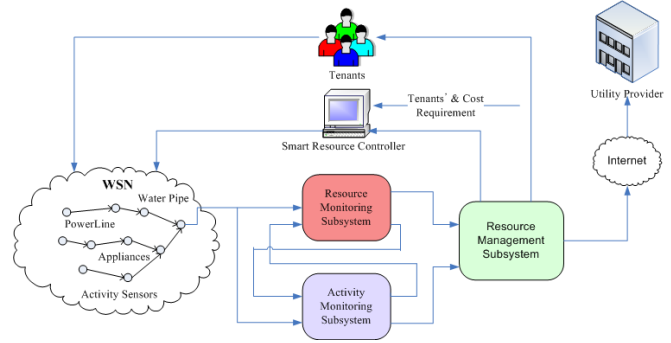 Tenants
Utility Provider
Tenants` & Cost
Requirement
Smart Resource Controller
Internet
WSN
Water Pipe
PowerLine
Appliances
Activity Sensors
Resource
Monitoring
Subsystem
Activity
Monitoring
Subsystem
Resource
Management
Subsystem